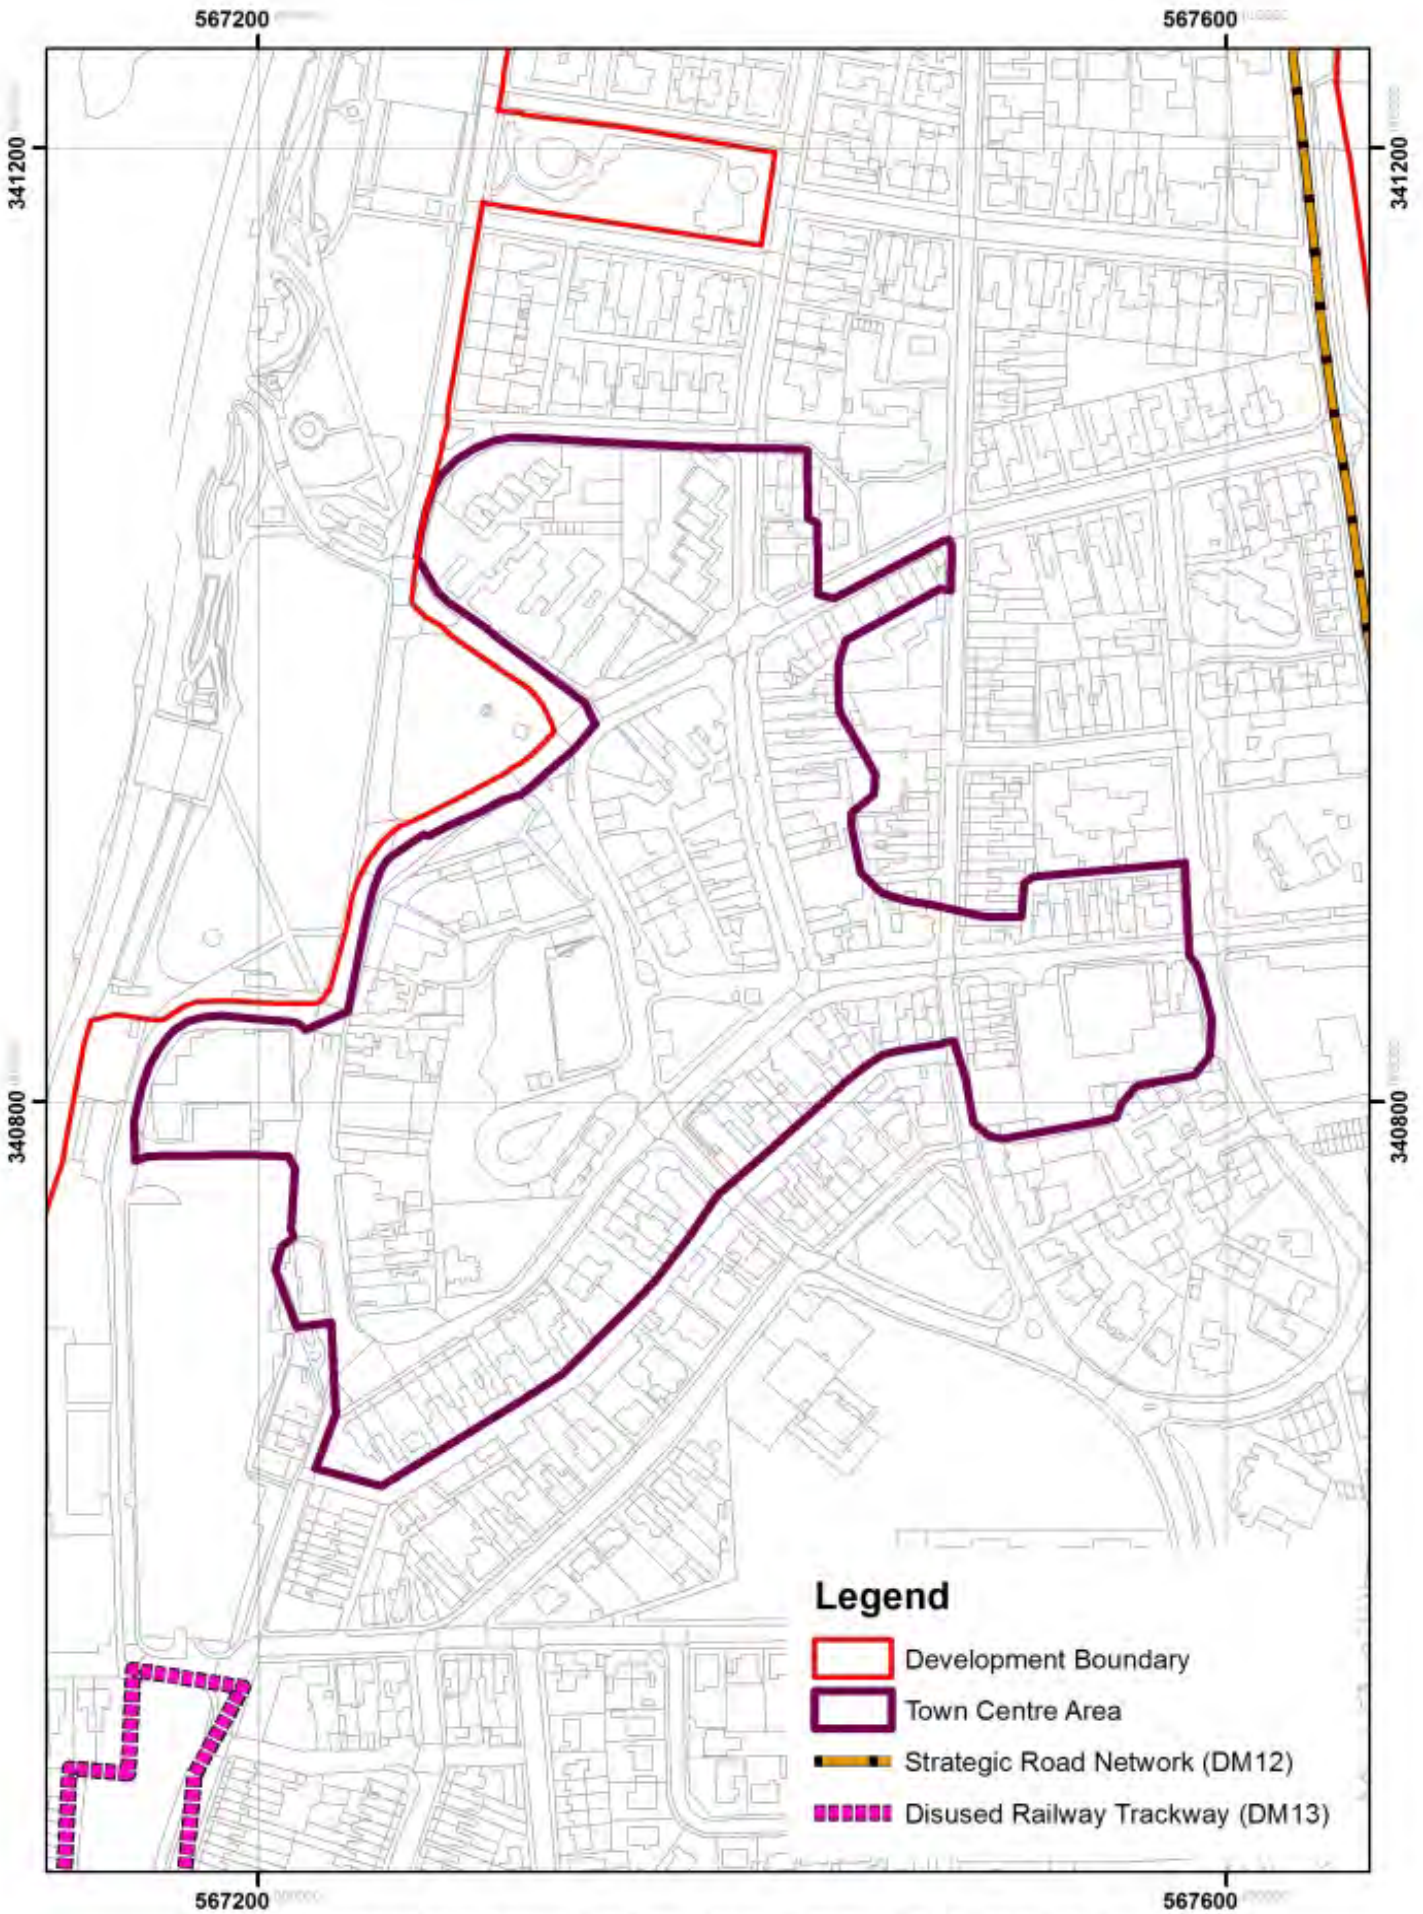 567200 567600
341200 341200
340800 340800
Legend
Development Boundary
Town Centre Area
Strategic Road Network (DM12)
Disused Railway Trackway (DM13)
567200 567600